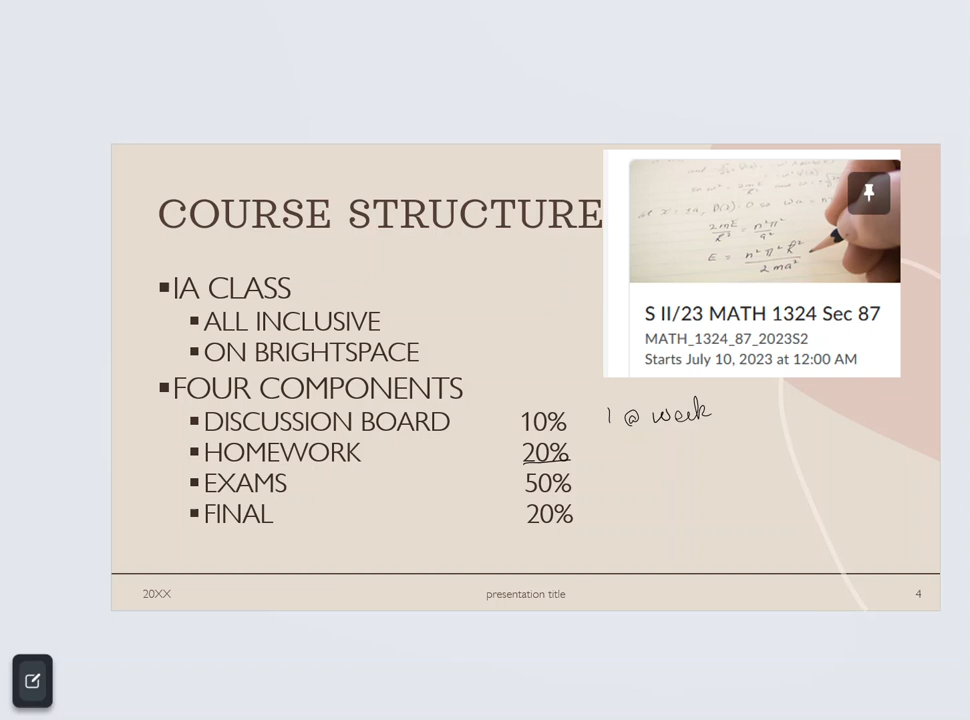 COURSE STRUCTURE
▪IA CLASS
▪ALL INCLUSIVE
▪ON BRIGHTSPACE
▪FOUR COMPONENTS
▪DISCUSSION BOARD 10% 1 @ week
▪HOMEWORK 20%
▪EXAMS 50%
▪FINAL 20%
S II/23 MATH 1324 Sec 87
MATH_1324_87_2023S2
Starts July 10, 2023 at 12:00 AM
20XX presentation title 4